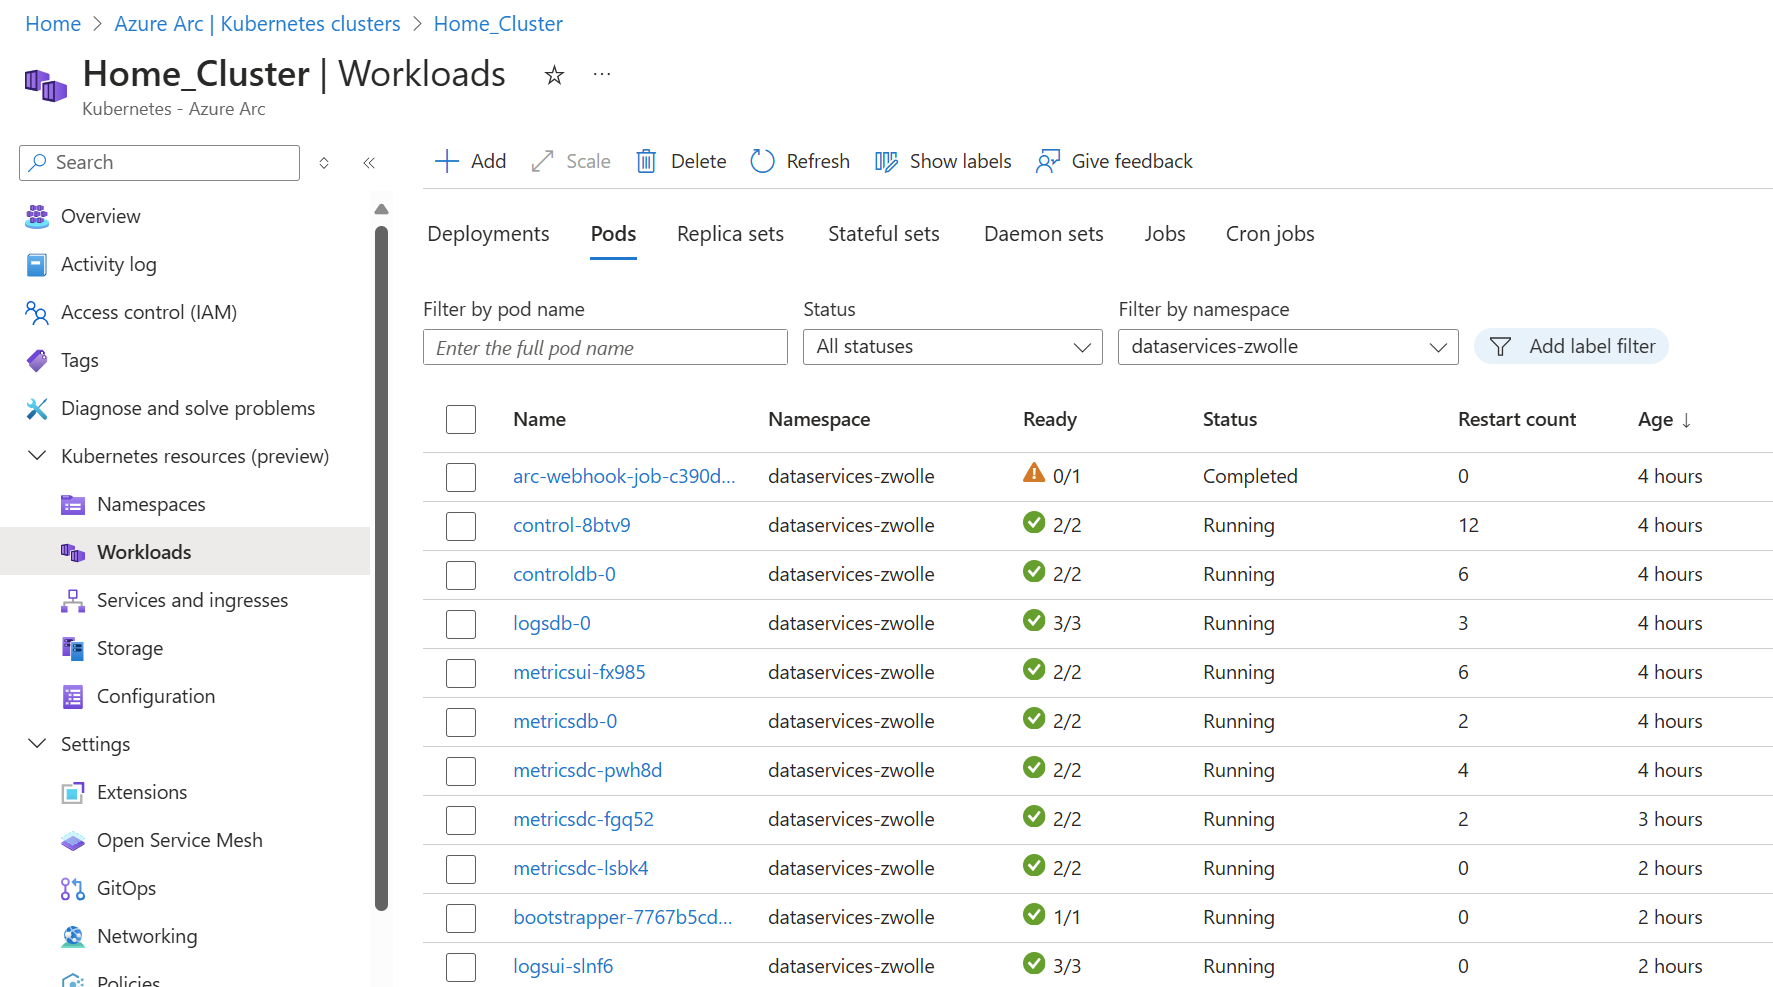 Home > Azure Arc | Kubernetes clusters > Home_Cluster
Home_Cluster | Workloads
Kubernetes - Azure Arc
Search
Overview
Activity log
Access control (IAM)
Tags
Diagnose and solve problems
Kubernetes resources (preview)
Namespaces
Workloads
Services and ingresses
Storage
Configuration
Settings
Extensions
Open Service Mesh
GitOps
Networking
Policies
Add Scale Delete Refresh Show labels Give feedback
Deployments Pods Replica sets Stateful sets Daemon sets Jobs Cron jobs
Filter by pod name Status Filter by namespace
Enter the full pod name All statuses dataservices-zwolle Add label filter
Name Namespace Ready Status Restart count Age ↓
arc-webhook-job-c390d... dataservices-zwolle 0/1 Completed 0 4 hours
control-8btv9 dataservices-zwolle 2/2 Running 12 4 hours
controldb-0 dataservices-zwolle 2/2 Running 6 4 hours
logsdb-0 dataservices-zwolle 3/3 Running 3 4 hours
metricsui-fx985 dataservices-zwolle 2/2 Running 6 4 hours
metricsdb-0 dataservices-zwolle 2/2 Running 2 4 hours
metricsdc-pwh8d dataservices-zwolle 2/2 Running 4 4 hours
metricsdc-fgq52 dataservices-zwolle 2/2 Running 2 3 hours
metricsdc-lsbk4 dataservices-zwolle 2/2 Running 0 2 hours
bootstrapper-7767b5cd... dataservices-zwolle 1/1 Running 0 2 hours
logsui-slnf6 dataservices-zwolle 3/3 Running 0 2 hours